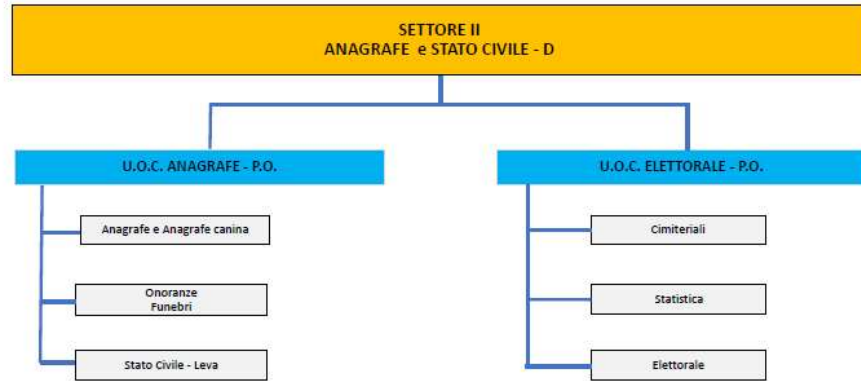 SETTORE II
ANAGRAFE e STATO CIVILE - D
U.O.C. ANAGRAFE - P.O.
Anagrafe e Anagrafe canina
Onoranze
Funebri
Stato Civile - Leva
U.O.C. ELETTORALE - P.O.
Cimiteriali
Statistica
Elettorale